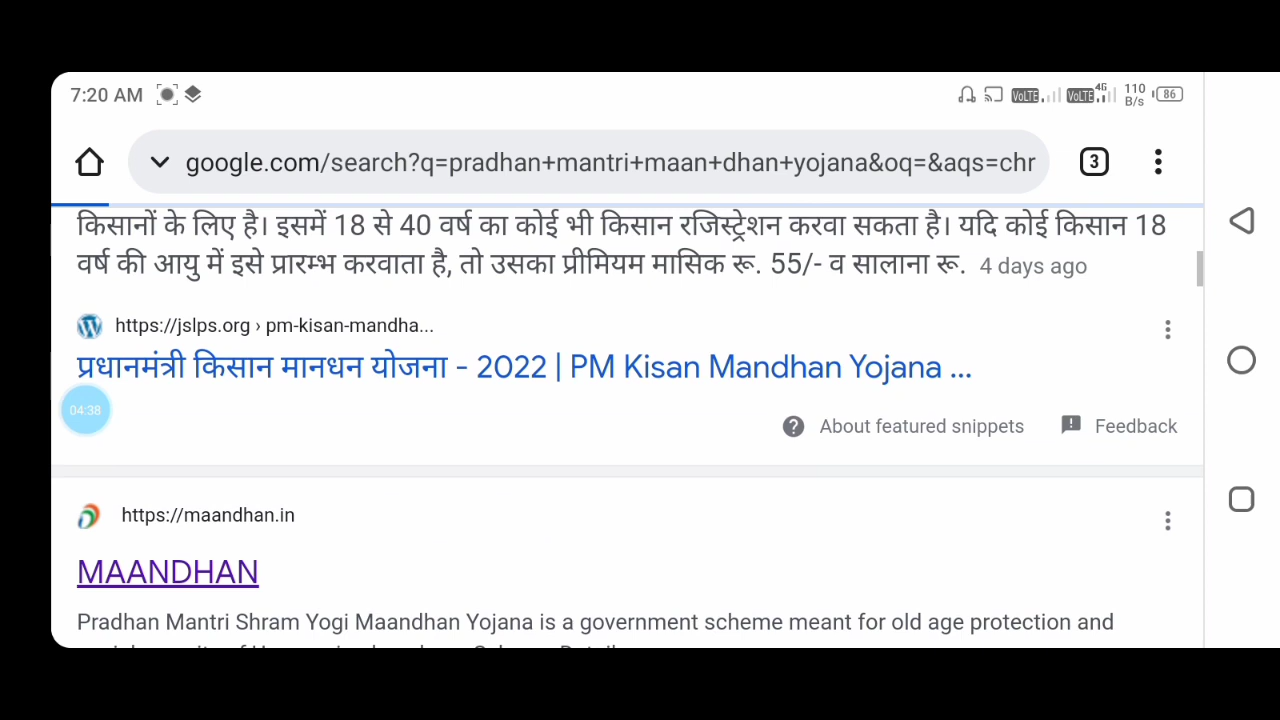 7:20 AM
VoLTE VoLTE 4G 110 B/s 86
google.com/search?q=pradhan+mantri+maan+dhan+yojana&oq=&aqs=chr
3
किसानों के लिए है। इसमें 18 से 40 वर्ष का कोई भी किसान रजिस्ट्रेशन करवा सकता है। यदि कोई किसान 18
वर्ष की आयु में इसे प्रारम्भ करवाता है, तो उसका प्रीमियम मासिक रू. 55/- व सालाना रू. 4 days ago
https://jslps.org › pm-kisan-mandha...
प्रधानमंत्री किसान मानधन योजना - 2022 | PM Kisan Mandhan Yojana ...
04:38
About featured snippets Feedback
https://maandhan.in
MAANDHAN
Pradhan Mantri Shram Yogi Maandhan Yojana is a government scheme meant for old age protection and